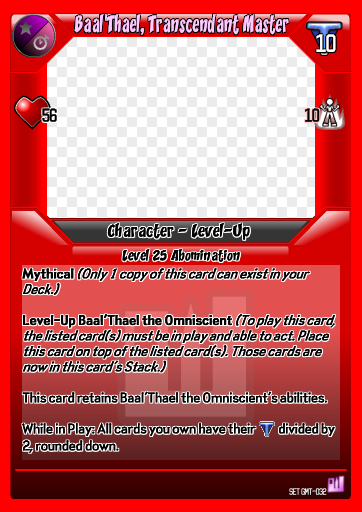 Baal'Thael, Transcendant Master
10
56
10
Character - Level-Up
Level 25 Abomination
Mythical (Only 1 copy of this card can exist in your
Deck.)
Level-Up Baal'Thael the Omniscient (To play this card,
the listed card(s) must be in play and able to act. Place
this card on top of the listed card(s). Those cards are
now in this card's Stack.)
This card retains Baal'Thael the Omniscient's abilities.
While in Play: All cards you own have their divided by
2, rounded down.
SET GMT-032